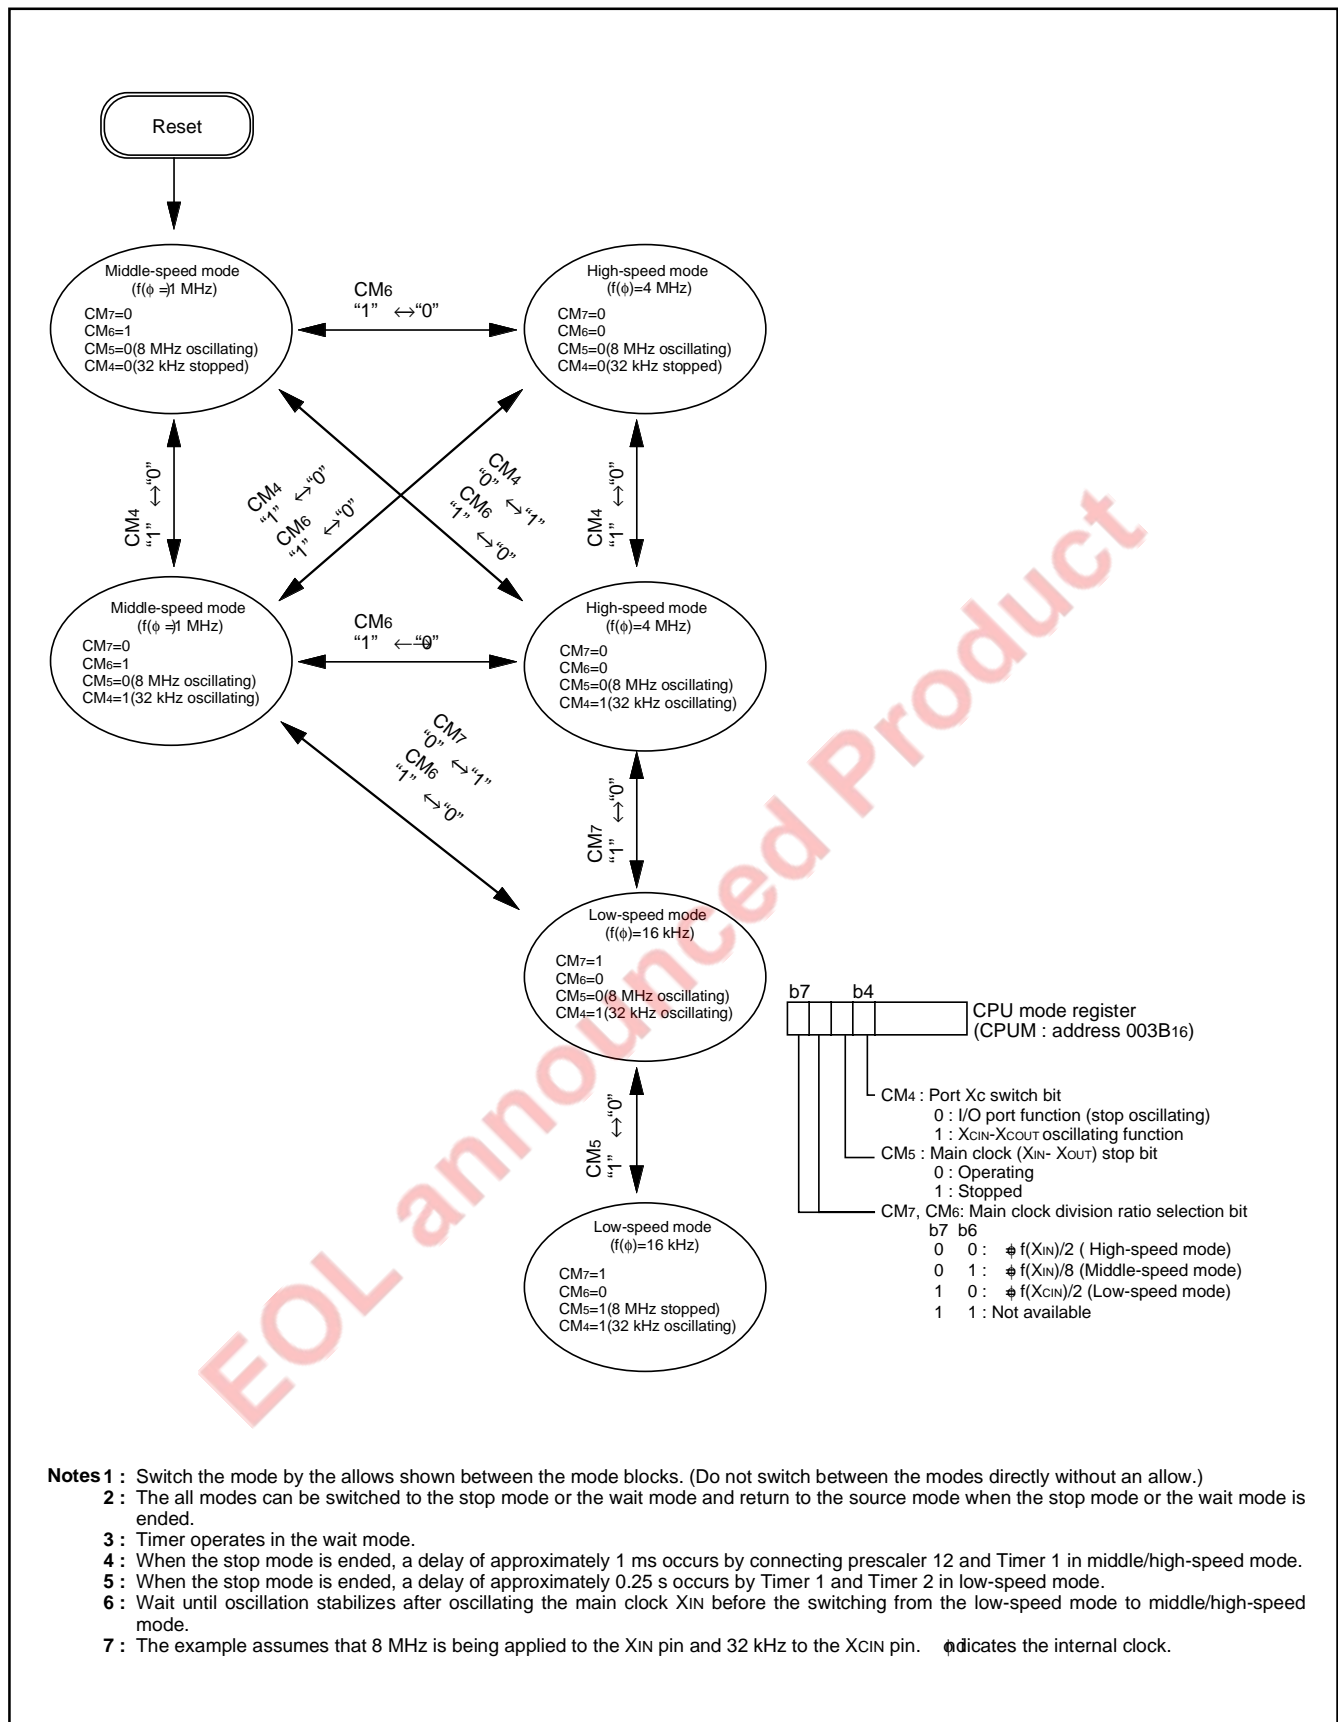 Reset
Middle-speed mode
(f(ϕ =)1 MHz)
CM7=0
CM6=1
CM5=0(8 MHz oscillating)
CM4=0(32 kHz stopped)
CM6
“1” ↔“0”
High-speed mode
(f(ϕ)=4 MHz)
CM7=0
CM6=0
CM5=0(8 MHz oscillating)
CM4=0(32 kHz stopped)
CM4
“1” ↔“0”
CM4
“1” ↔“0”
CM6
“1” ↔“0”
CM4
“0” ↔“1”
CM6
“1” ↔“0”
CM4
“1” ↔“0”
Middle-speed mode
(f(ϕ =)1 MHz)
CM7=0
CM6=1
CM5=0(8 MHz oscillating)
CM4=1(32 kHz oscillating)
CM6
“1” ↔“0”
High-speed mode
(f(ϕ)=4 MHz)
CM7=0
CM6=0
CM5=0(8 MHz oscillating)
CM4=1(32 kHz oscillating)
CM7
“0” ↔“1”
CM6
“1” ↔“0”
CM7
“1” ↔“0”
Low-speed mode
(f(ϕ)=16 kHz)
CM7=1
CM6=0
CM5=0(8 MHz oscillating)
CM4=1(32 kHz oscillating)
CM5
“1” ↔“0”
Low-speed mode
(f(ϕ)=16 kHz)
CM7=1
CM6=0
CM5=1(8 MHz stopped)
CM4=1(32 kHz oscillating)
b7 b4
CPU mode register
(CPUM : address 003B16)
CM4 : Port Xc switch bit
0 : I/O port function (stop oscillating)
1 : XCIN-XCOUT oscillating function
CM5 : Main clock (XIN- XOUT) stop bit
0 : Operating
1 : Stopped
CM7, CM6: Main clock division ratio selection bit
b7 b6
0 0 : ϕ= f(XIN)/2 ( High-speed mode)
0 1 : ϕ= f(XIN)/8 (Middle-speed mode)
1 0 : ϕ= f(XCIN)/2 (Low-speed mode)
1 1 : Not available
EOL announced Product
Notes 1 : Switch the mode by the allows shown between the mode blocks. (Do not switch between the modes directly without an allow.)
2 : The all modes can be switched to the stop mode or the wait mode and return to the source mode when the stop mode or the wait mode is
ended.
3 : Timer operates in the wait mode.
4 : When the stop mode is ended, a delay of approximately 1 ms occurs by connecting prescaler 12 and Timer 1 in middle/high-speed mode.
5 : When the stop mode is ended, a delay of approximately 0.25 s occurs by Timer 1 and Timer 2 in low-speed mode.
6 : Wait until oscillation stabilizes after oscillating the main clock XIN before the switching from the low-speed mode to middle/high-speed
mode.
7 : The example assumes that 8 MHz is being applied to the XIN pin and 32 kHz to the XCIN pin. ϕ indicates the internal clock.